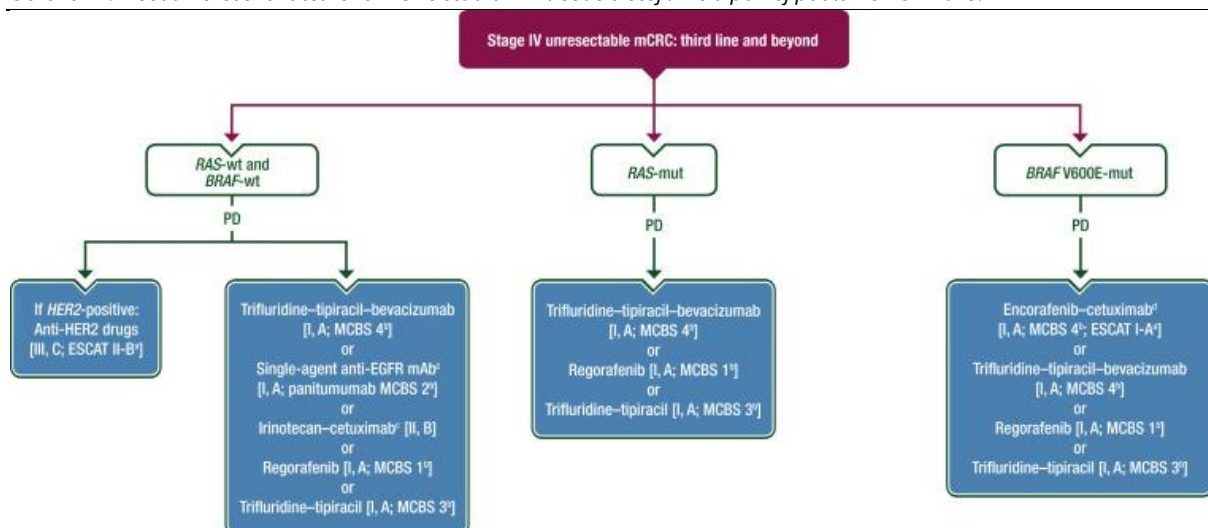 Stage IV unresectable mCRC: third line and beyond
RAS-wt and
BRAF-wt
RAS-mut
BRAF V600E-mut
PD
PD
PD
If HER2-positive:
Anti-HER2 drugs
[III, C; ESCAT II-Bᵃ]
Trifluridine–tipiracil–bevacizumab
[I, A; MCBS 4ᵇ]
or
Single-agent anti-EGFR mAbᶜ
[I, A; panitumumab MCBS 2ᵇ]
or
Irinotecan–cetuximabᶜ [II, B]
or
Regorafenib [I, A; MCBS 1ᵇ]
or
Trifluridine–tipiracil [I, A; MCBS 3ᵇ]
Trifluridine–tipiracil–bevacizumab
[I, A; MCBS 4ᵇ]
or
Regorafenib [I, A; MCBS 1ᵇ]
or
Trifluridine–tipiracil [I, A; MCBS 3ᵇ]
Encorafenib–cetuximabᵈ
[I, A; MCBS 4ᵇ; ESCAT I-Aᵃ]
or
Trifluridine–tipiracil–bevacizumab
[I, A; MCBS 4ᵇ]
or
Regorafenib [I, A; MCBS 1ᵇ]
or
Trifluridine–tipiracil [I, A; MCBS 3ᵇ]